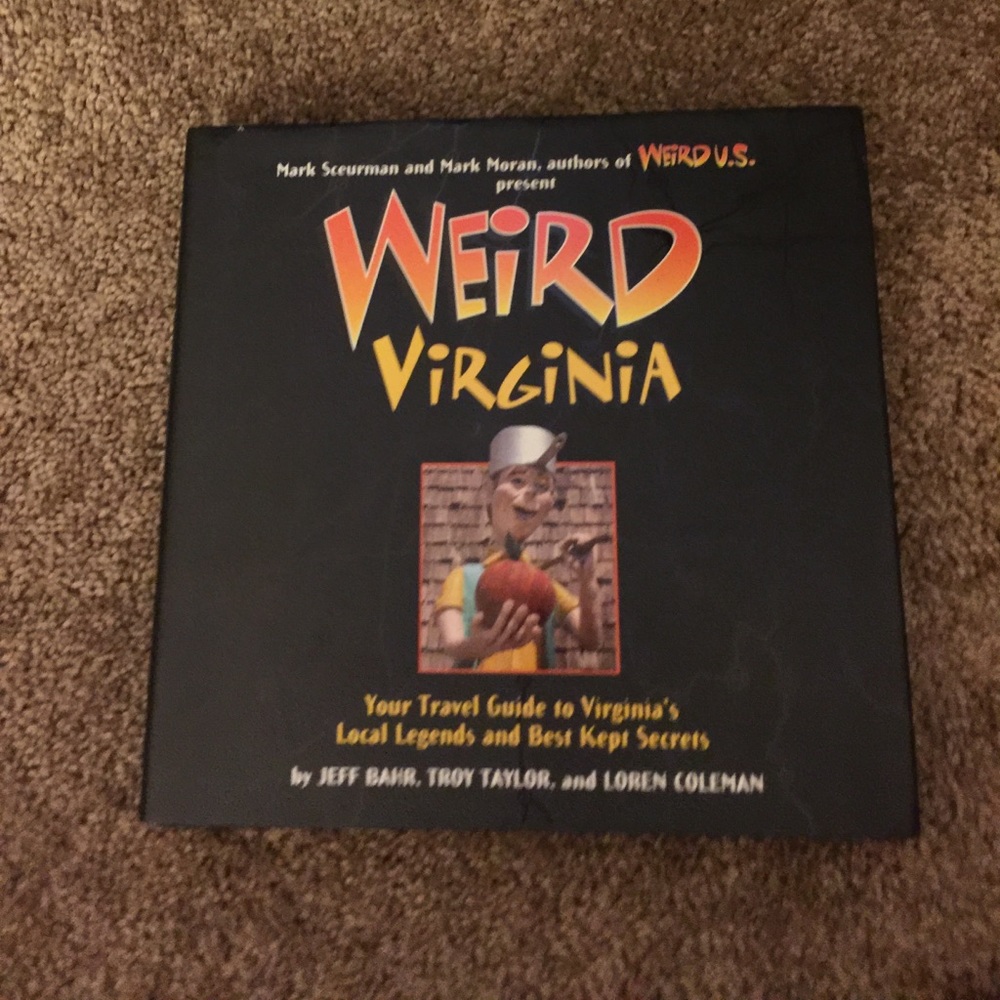 Mark Sceurman and Mark Moran, authors of WEiRD U.S.
present
WEiRD
ViRGiNiA
Your Travel Guide to Virginia's
Local Legends and Best Kept Secrets
by JEFF BAHR, TROY TAYLOR, and LOREN COLEMAN